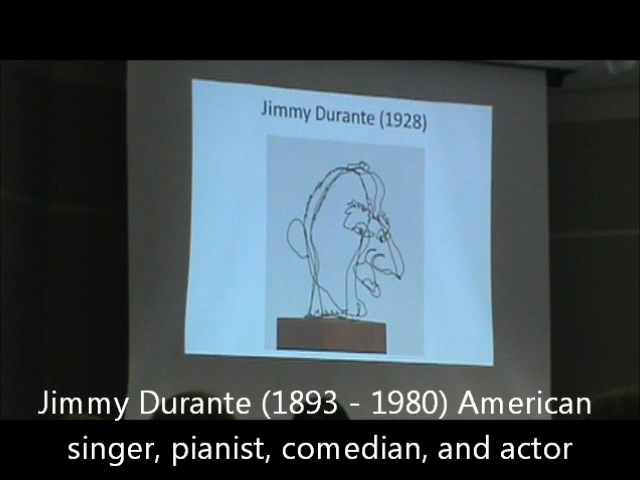 Jimmy Durante (1928)
Jimmy Durante (1893 - 1980) American
singer, pianist, comedian, and actor